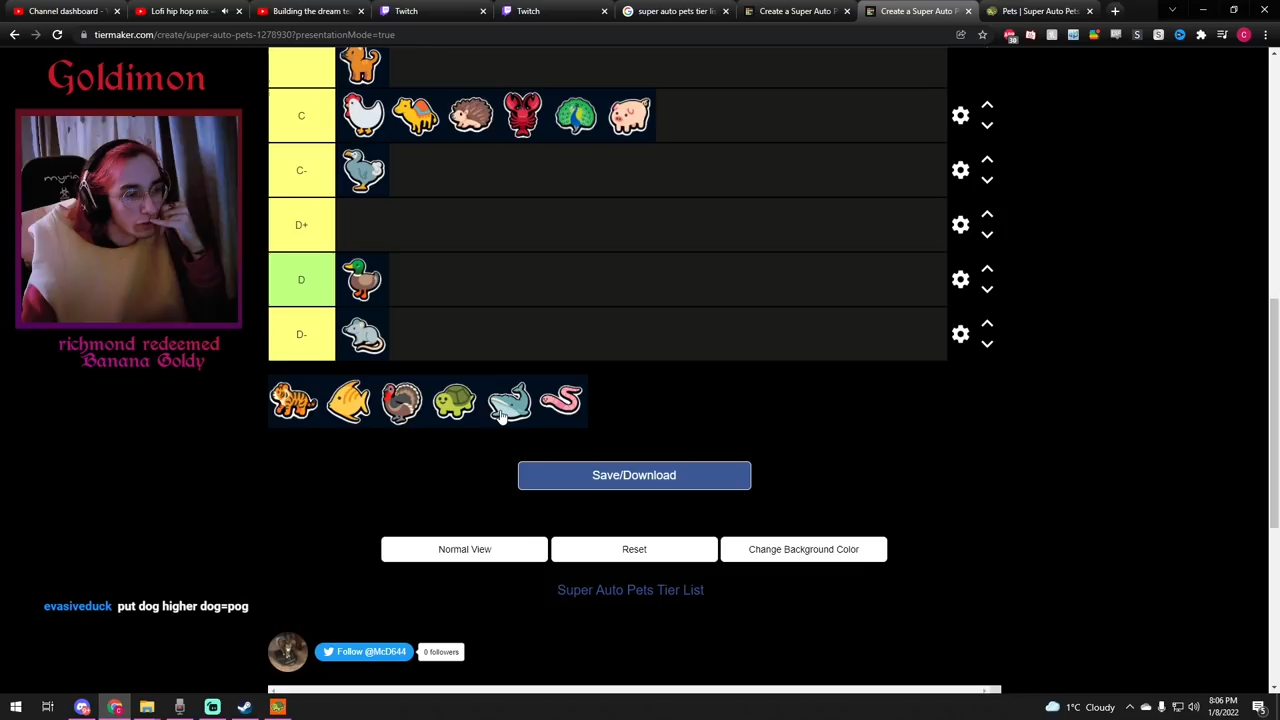 Channel dashboard - Y
Lofi hip hop mix -
Building the dream te
Twitch
Twitch
super auto pets tier lis
Create a Super Auto P
Create a Super Auto P
Pets | Super Auto Pets
tiermaker.com/create/super-auto-pets-1278930?presentationMode=true
Goldimon
richmond redeemed
Banana Goldy
C
C-
D+
D
D-
Save/Download
Normal View
Reset
Change Background Color
Super Auto Pets Tier List
evasiveduck put dog higher dog=pog
Follow @McD644
0 followers
1°C Cloudy
8:06 PM
1/8/2022